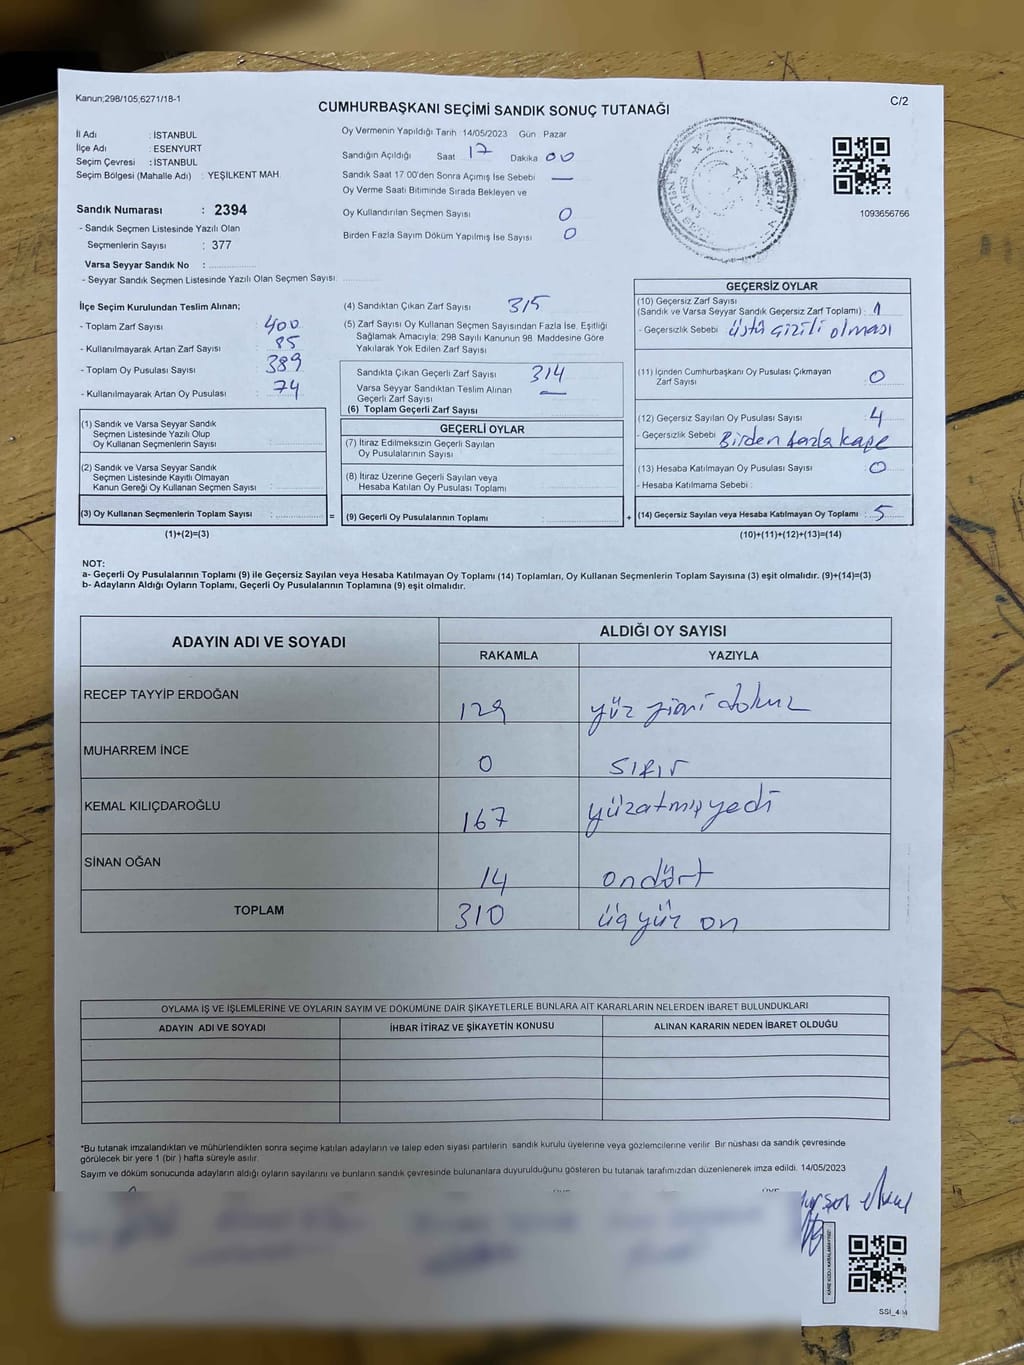 Kanun;298/105;6271/18-1
C/2
CUMHURBAŞKANI SEÇİMİ SANDIK SONUÇ TUTANAĞI
İl Adı : İSTANBUL
İlçe Adı : ESENYURT
Seçim Çevresi : İSTANBUL
Seçim Bölgesi (Mahalle Adı) : YEŞİLKENT MAH.
Sandık Numarası : 2394
- Sandık Seçmen Listesinde Yazılı Olan
Seçmenlerin Sayısı : 377
Varsa Seyyar Sandık No :
- Seyyar Sandık Seçmen Listesinde Yazılı Olan Seçmen Sayısı:
Oy Vermenin Yapıldığı Tarih : 14/05/2023 Gün : Pazar
Sandığın Açıldığı Saat 17 Dakika 00
Sandık Saat 17:00'den Sonra Açımış İse Sebebi —
Oy Verme Saati Bitiminde Sırada Bekleyen ve
Oy Kullandırılan Seçmen Sayısı 0
Birden Fazla Sayım Döküm Yapılmış İse Sayısı 0
1093656766
İlçe Seçim Kurulundan Teslim Alınan;
- Toplam Zarf Sayısı : 400
- Kullanılmayarak Artan Zarf Sayısı : 85
- Toplam Oy Pusulası Sayısı : 389
- Kullanılmayarak Artan Oy Pusulası : 74
(1) Sandık ve Varsa Seyyar Sandık
Seçmen Listesinde Yazılı Olup
Oy Kullanan Seçmenlerin Sayısı :
(2) Sandık ve Varsa Seyyar Sandık
Seçmen Listesinde Kayıtlı Olmayan
Kanun Gereği Oy Kullanan Seçmen Sayısı :
(3) Oy Kullanan Seçmenlerin Toplam Sayısı : =
(1)+(2)=(3)
(4) Sandıktan Çıkan Zarf Sayısı 315
(5) Zarf Sayısı Oy Kullanan Seçmen Sayısından Fazla İse, Eşitliği
Sağlamak Amacıyla; 298 Sayılı Kanunun 98. Maddesine Göre
Yakılarak Yok Edilen Zarf Sayısı
Sandıkta Çıkan Geçerli Zarf Sayısı 314
Varsa Seyyar Sandıktan Teslim Alınan
Geçerli Zarf Sayısı —
(6) Toplam Geçerli Zarf Sayısı
GEÇERLİ OYLAR
(7) İtiraz Edilmeksizin Geçerli Sayılan
Oy Pusulalarının Sayısı
(8) İtiraz Üzerine Geçerli Sayılan veya
Hesaba Katılan Oy Pusulası Toplamı
(9) Geçerli Oy Pusulalarının Toplamı +
GEÇERSİZ OYLAR
(10) Geçersiz Zarf Sayısı
(Sandık ve Varsa Seyyar Sandık Geçersiz Zarf Toplamı) : 1
- Geçersizlik Sebebi : üstü çizili olması
(11) İçinden Cumhurbaşkanı Oy Pusulası Çıkmayan
Zarf Sayısı 0
(12) Geçersiz Sayılan Oy Pusulası Sayısı 4
- Geçersizlik Sebebi Birden fazla kaşe
(13) Hesaba Katılmayan Oy Pusulası Sayısı 0
- Hesaba Katılmama Sebebi :
(14) Geçersiz Sayılan veya Hesaba Katılmayan Oy Toplamı : 5
(10)+(11)+(12)+(13)=(14)
NOT:
a- Geçerli Oy Pusulalarının Toplamı (9) ile Geçersiz Sayılan veya Hesaba Katılmayan Oy Toplamı (14) Toplamları, Oy Kullanan Seçmenlerin Toplam Sayısına (3) eşit olmalıdır. (9)+(14)=(3)
b- Adayların Aldığı Oyların Toplamı, Geçerli Oy Pusulalarının Toplamına (9) eşit olmalıdır.
ADAYIN ADI VE SOYADI
ALDIĞI OY SAYISI
RAKAMLA YAZIYLA
RECEP TAYYİP ERDOĞAN 129 yüz yirmi dokuz
MUHARREM İNCE 0 sıfır
KEMAL KILIÇDAROĞLU 167 yüzatmışyedi
SİNAN OĞAN 14 ondört
TOPLAM 310 üçyüz on
OYLAMA İŞ VE İŞLEMLERİNE VE OYLARIN SAYIM VE DÖKÜMÜNE DAİR ŞİKAYETLERLE BUNLARA AİT KARARLARIN NELERDEN İBARET BULUNDUKLARI
ADAYIN ADI VE SOYADI İHBAR İTİRAZ VE ŞİKAYETİN KONUSU ALINAN KARARIN NEDEN İBARET OLDUĞU
*Bu tutanak imzalandıktan ve mühürlendikten sonra seçime katılan adayların ve talep eden siyasi partilerin sandık kurulu üyelerine veya gözlemcilerine verilir. Bir nüshası da sandık çevresinde
görülecek bir yere 1 (bir ) hafta süreyle asılır.
Sayım ve döküm sonucunda adayların aldığı oyların sayılarını ve bunların sandık çevresinde bulunanlara duyurulduğunu gösteren bu tutanak tarafımızdan düzenlenerek imza edildi. 14/05/2023